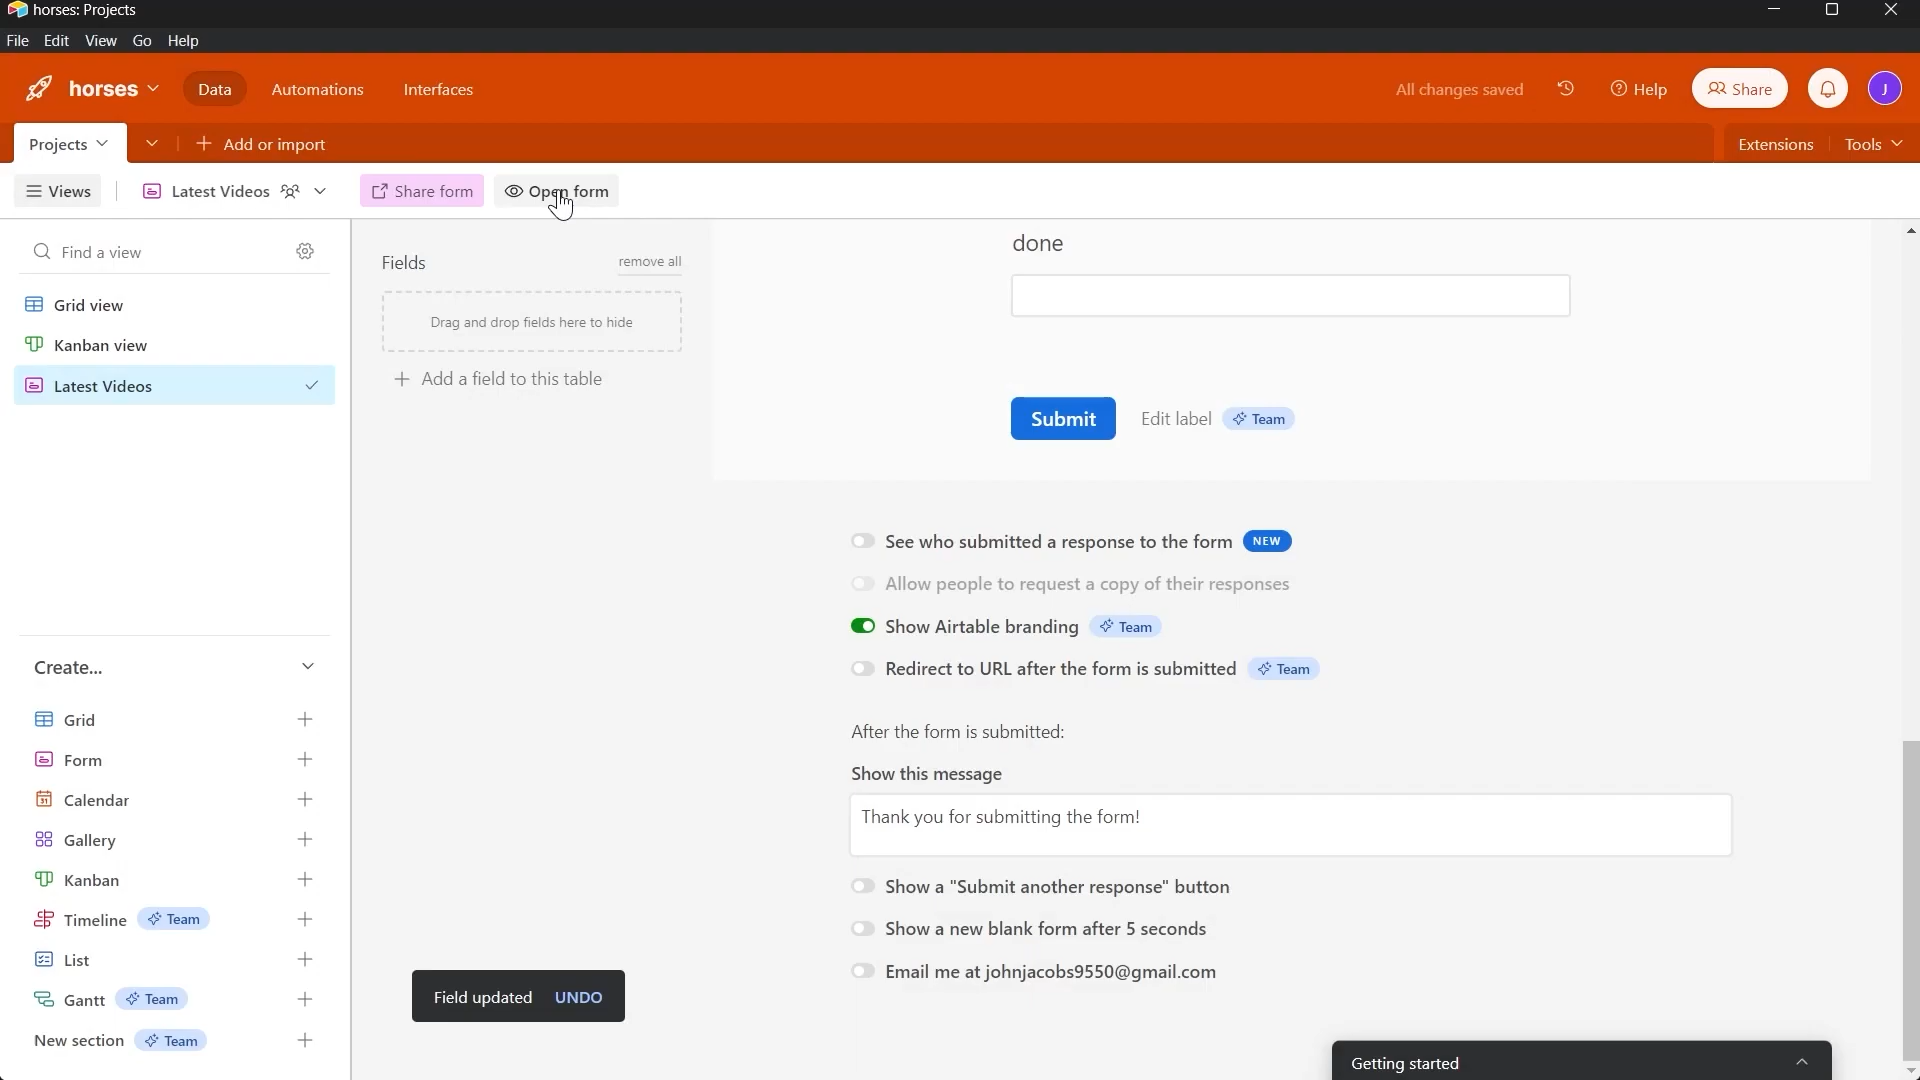 horses: Projects
File Edit View Go Help
horses Data Automations Interfaces All changes saved Help Share J
Projects Add or import Extensions Tools
Views Latest Videos Share form Open form
Find a view
Grid view
Kanban view
Latest Videos
Create...
Grid
Form
31 Calendar
Gallery
Kanban
Timeline Team
List
Gantt Team
New section Team
Fields remove all
Drag and drop fields here to hide
Add a field to this table
done
Submit Edit label Team
See who submitted a response to the form NEW
Allow people to request a copy of their responses
Show Airtable branding Team
Redirect to URL after the form is submitted Team
After the form is submitted:
Show this message
Thank you for submitting the form!
Show a "Submit another response" button
Show a new blank form after 5 seconds
Email me at johnjacobs9550@gmail.com
Field updated UNDO
Getting started